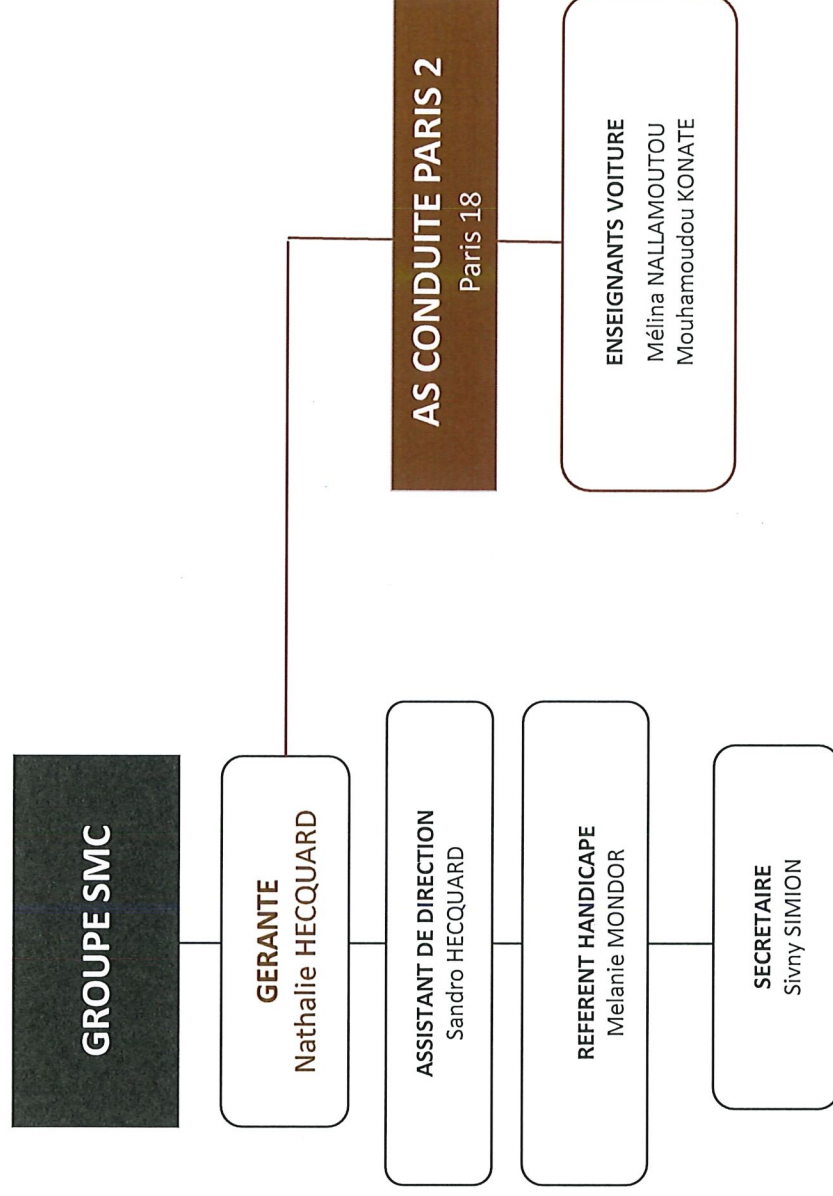 GROUPE SMC
GERANTE
Nathalie HECQUARD
ASSISTANT DE DIRECTION
Sandro HECQUARD
REFERENT HANDICAPE
Melanie MONDOR
SECRETAIRE
Sivny SIMION
AS CONDUITE PARIS 2
Paris 18
ENSEIGNANTS VOITURE
Mélina NALLAMOUTOU
Mouhamoudou KONATE